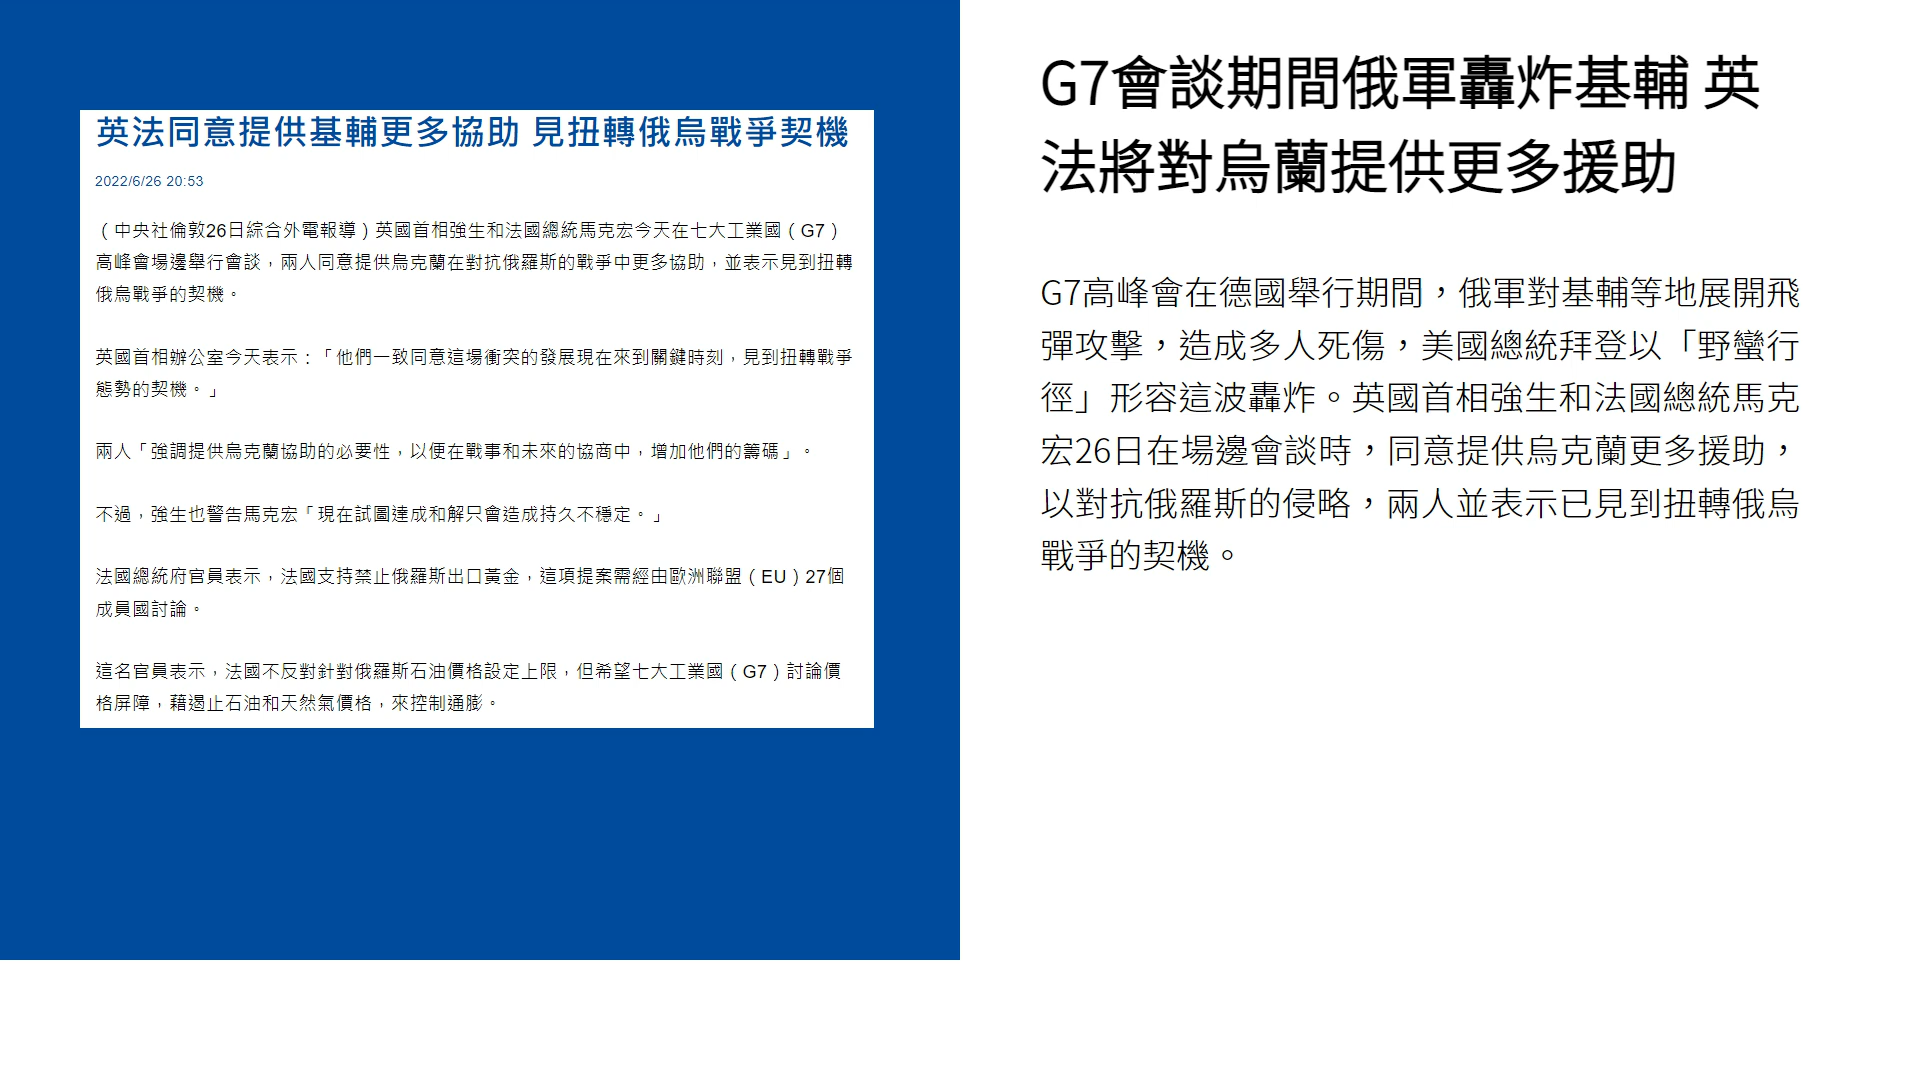 英法同意提供基輔更多協助 見扭轉俄烏戰爭契機
2022/6/26 20:53
（中央社倫敦26日綜合外電報導）英國首相強生和法國總統馬克宏今天在七大工業國（G7）
高峰會場邊舉行會談，兩人同意提供烏克蘭在對抗俄羅斯的戰爭中更多協助，並表示見到扭轉
俄烏戰爭的契機。
英國首相辦公室今天表示：「他們一致同意這場衝突的發展現在來到關鍵時刻，見到扭轉戰爭
態勢的契機。」
兩人「強調提供烏克蘭協助的必要性，以便在戰事和未來的協商中，增加他們的籌碼」。
不過，強生也警告馬克宏「現在試圖達成和解只會造成持久不穩定。」
法國總統府官員表示，法國支持禁止俄羅斯出口黃金，這項提案需經由歐洲聯盟（EU）27個
成員國討論。
這名官員表示，法國不反對針對俄羅斯石油價格設定上限，但希望七大工業國（G7）討論價
格屏障，藉遏止石油和天然氣價格，來控制通膨。
G7會談期間俄軍轟炸基輔 英
法將對烏蘭提供更多援助
G7高峰會在德國舉行期間，俄軍對基輔等地展開飛
彈攻擊，造成多人死傷，美國總統拜登以「野蠻行
徑」形容這波轟炸。英國首相強生和法國總統馬克
宏26日在場邊會談時，同意提供烏克蘭更多援助，
以對抗俄羅斯的侵略，兩人並表示已見到扭轉俄烏
戰爭的契機。